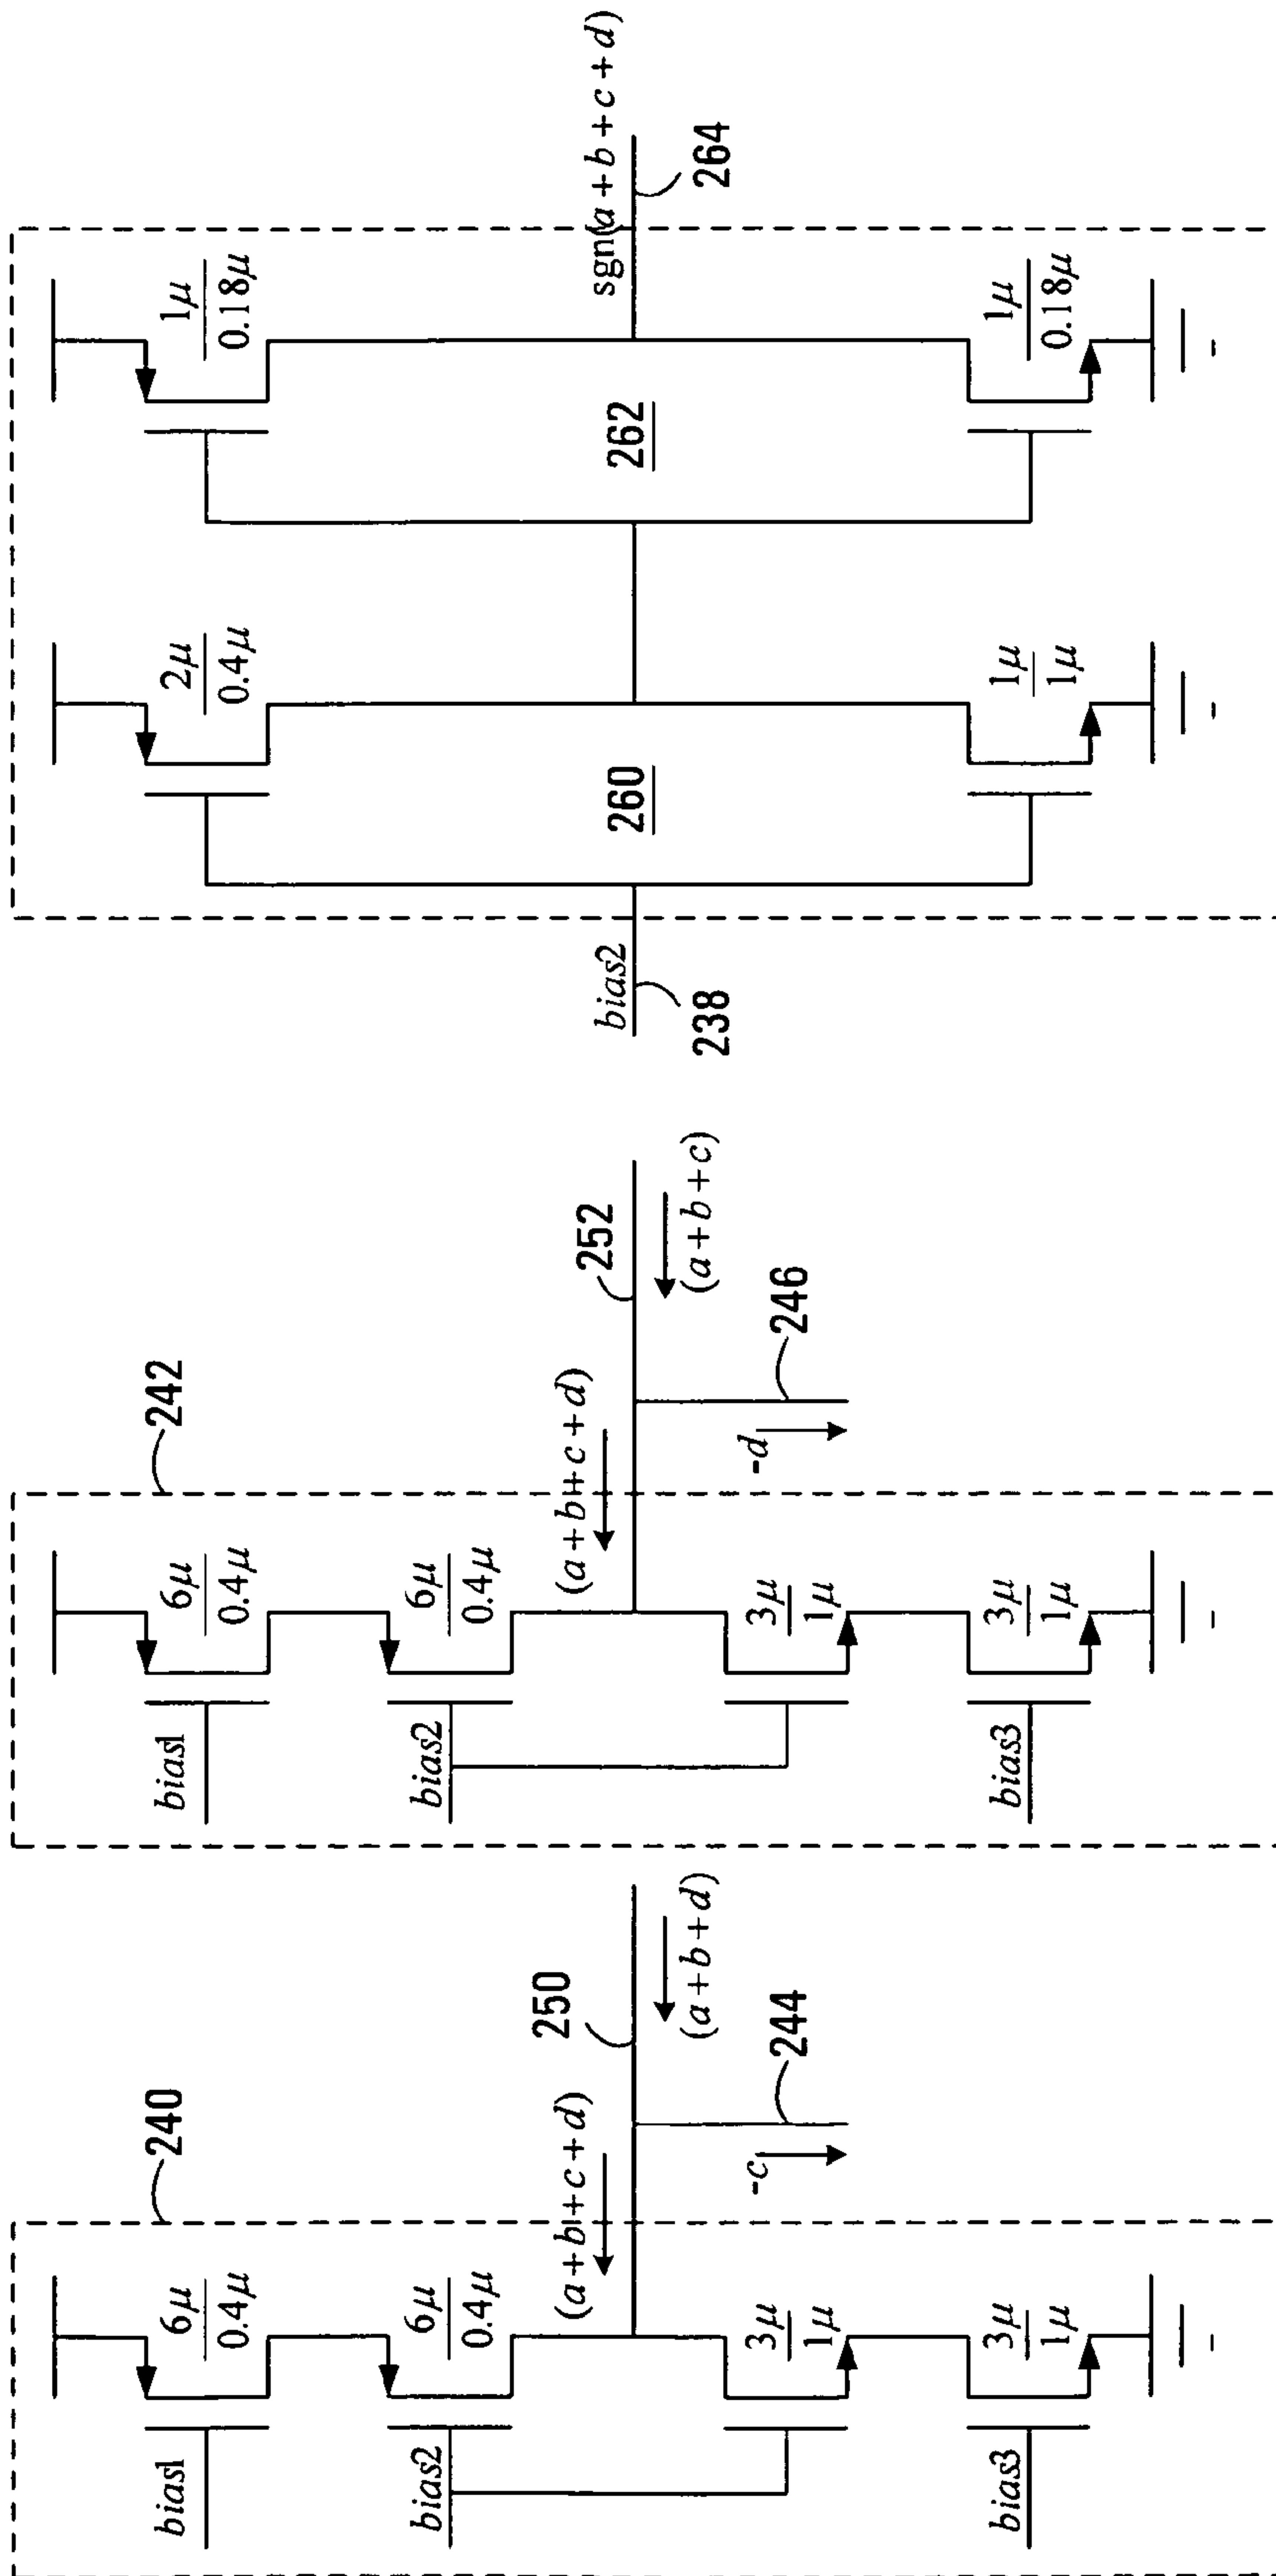 240
bias1
6μ
0.4μ
bias2
6μ
0.4μ
(a+b+c+d)
250
(a+b+d)
-c
244
3μ
1μ
bias3
3μ
1μ
242
bias1
6μ
0.4μ
bias2
6μ
0.4μ
(a+b+c+d)
252
(a+b+c)
-d
246
3μ
1μ
bias3
3μ
1μ
bias2
238
2μ
0.4μ
260
1μ
1μ
1μ
0.18μ
262
1μ
0.18μ
sgn(a+b+c+d)
264